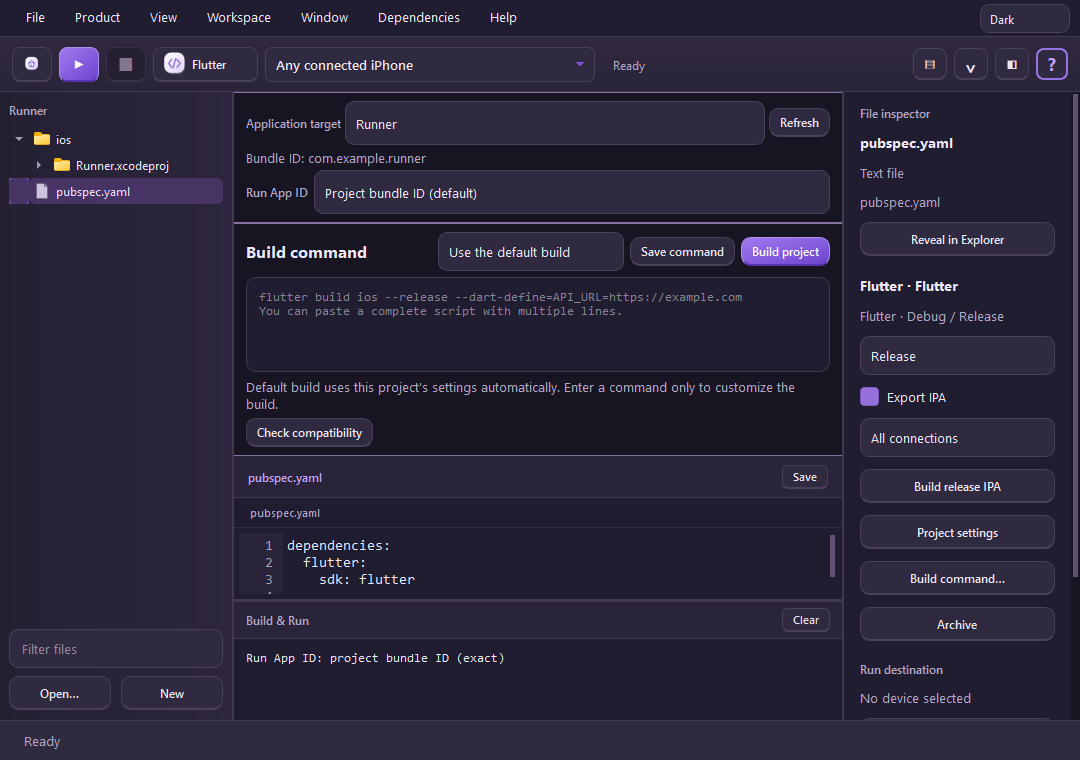 File Product View Workspace Window Dependencies Help Dark
Flutter Any connected iPhone Ready v ?
Runner
ios
Runner.xcodeproj
pubspec.yaml
Filter files
Open... New
Application target Runner Refresh
Bundle ID: com.example.runner
Run App ID Project bundle ID (default)
Build command Use the default build Save command Build project
flutter build ios --release --dart-define=API_URL=https://example.com
You can paste a complete script with multiple lines.
Default build uses this project's settings automatically. Enter a command only to customize the
build.
Check compatibility
pubspec.yaml Save
pubspec.yaml
1 dependencies:
2 flutter:
3 sdk: flutter
Build & Run Clear
Run App ID: project bundle ID (exact)
File inspector
pubspec.yaml
Text file
pubspec.yaml
Reveal in Explorer
Flutter · Flutter
Flutter · Debug / Release
Release
Export IPA
All connections
Build release IPA
Project settings
Build command...
Archive
Run destination
No device selected
Ready